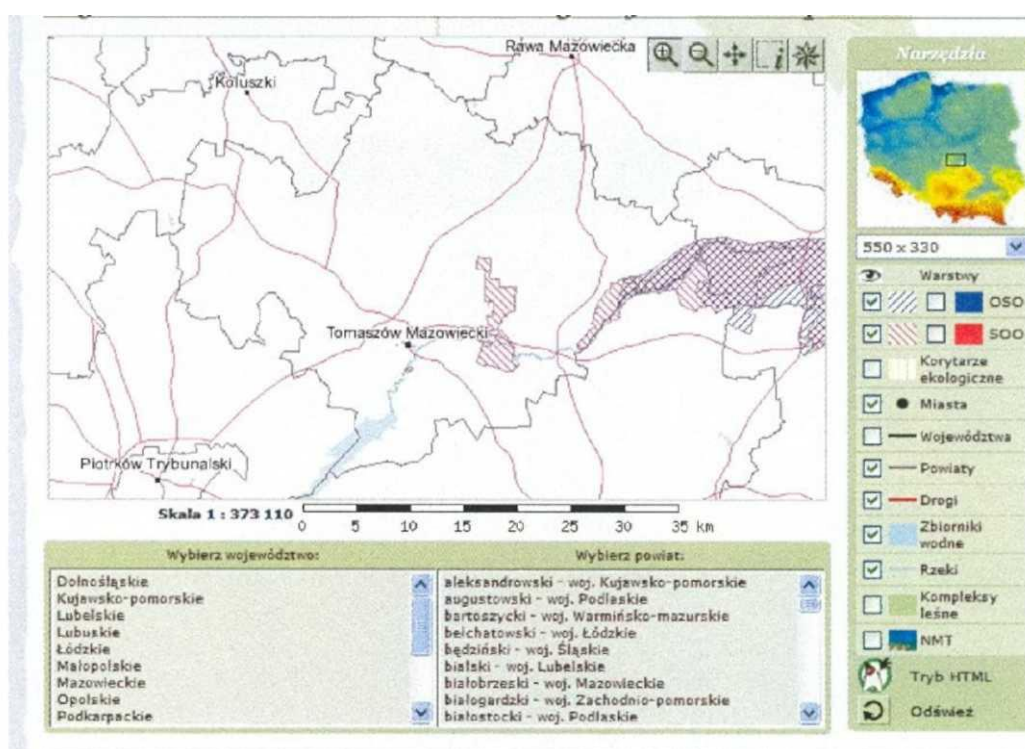 Rawa Mazowiecka
Koluszki
Tomaszów Mazowiecki
Piotrków Trybunalski
Skala 1 : 373 110
0 5 10 15 20 25 30 35 km
Narzędzia
550 x 330
Warstwy
OSO
SOO
Korytarze
ekologiczne
Miasta
Województwa
Powiaty
Drogi
Zbiorniki
wodne
Rzeki
Kompleksy
leśne
NMT
Tryb HTML
Odśwież
Wybierz województwo:
Dolnośląskie
Kujawsko-pomorskie
Lubelskie
Lubuskie
Łódzkie
Małopolskie
Mazowieckie
Opolskie
Podkarpackie
Wybierz powiat:
aleksandrowski - woj. Kujawsko-pomorskie
augustowski - woj. Podlaskie
bartoszycki - woj. Warmińsko-mazurskie
bełchatowski - woj. Łódzkie
będziński - woj. Śląskie
bialski - woj. Lubelskie
białobrzeski - woj. Mazowieckie
białogardzki - woj. Zachodnio-pomorskie
białostocki - woj. Podlaskie